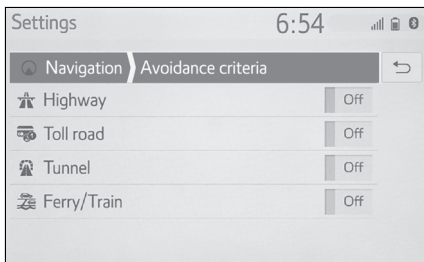 Settings 6:54
Navigation Avoidance criteria
Highway Off
Toll road Off
Tunnel Off
Ferry/Train Off